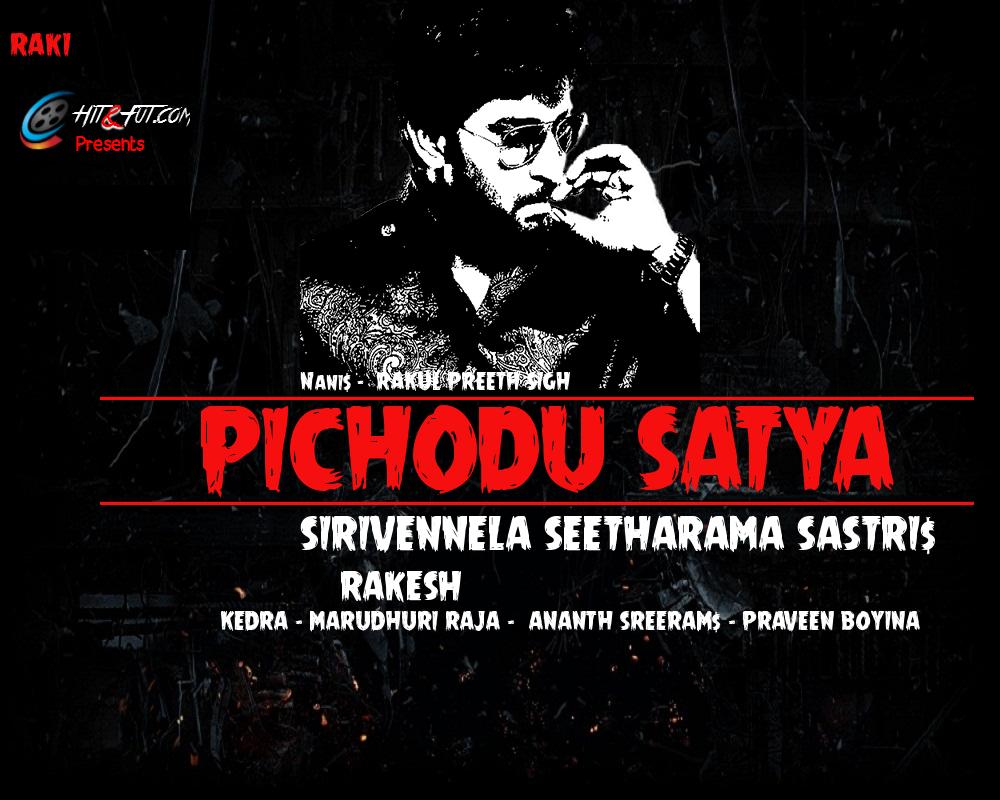 RAKI
HIT&FUT.COM
Presents
NANI$ - RAKUL PREETH SIGH
PICHODU SATYA
SIRIVENNELA SEETHARAMA SASTRI$
RAKESH
KEDRA - MARUDHURI RAJA - ANANTH SREERAM$ - PRAVEEN BOYINA